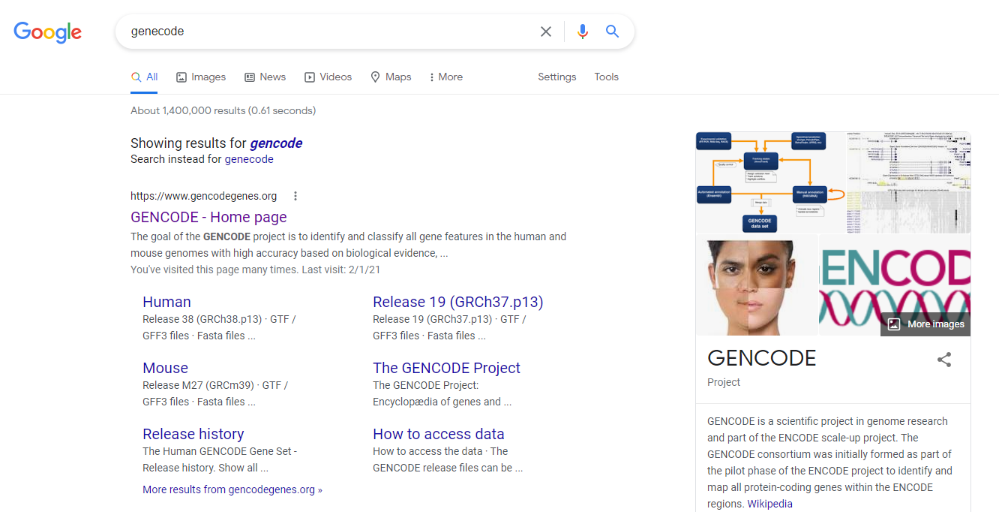 Google
genecode
All
Images
News
Videos
Maps
More
Settings
Tools
About 1,400,000 results (0.61 seconds)
Showing results for gencode
Search instead for genecode
https://www.gencodegenes.org
GENCODE - Home page
The goal of the GENCODE project is to identify and classify all gene features in the human and
mouse genomes with high accuracy based on biological evidence, ...
You've visited this page many times. Last visit: 2/1/21
Human
Release 38 (GRCh38.p13) · GTF /
GFF3 files · Fasta files ...
Release 19 (GRCh37.p13)
Release 19 (GRCh37.p13) · GTF /
GFF3 files · Fasta files ...
Mouse
Release M27 (GRCm39) · GTF /
GFF3 files · Fasta files ...
The GENCODE Project
The GENCODE Project:
Encyclopædia of genes and ...
Release history
The Human GENCODE Gene Set -
Release history. Show all ...
How to access data
How to access the data · The
GENCODE release files can be ...
More results from gencodegenes.org »
Automated annotation
(Ensembl)
Manual annotation
(HAVANA)
GENCODE
data set
ENCOD
More images
GENCODE
Project
GENCODE is a scientific project in genome research
and part of the ENCODE scale-up project. The
GENCODE consortium was initially formed as part of
the pilot phase of the ENCODE project to identify and
map all protein-coding genes within the ENCODE
regions. Wikipedia